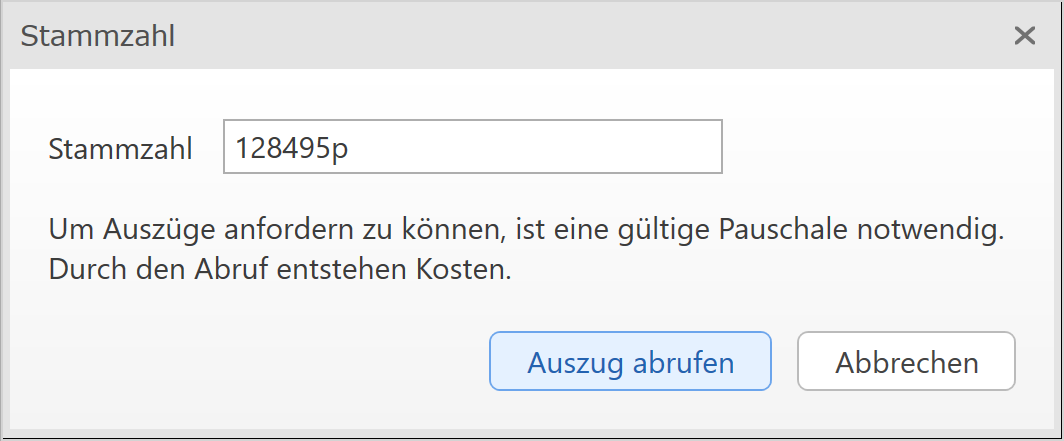 Stammzahl
Stammzahl 128495p
Um Auszüge anfordern zu können, ist eine gültige Pauschale notwendig.
Durch den Abruf entstehen Kosten.
Auszug abrufen Abbrechen